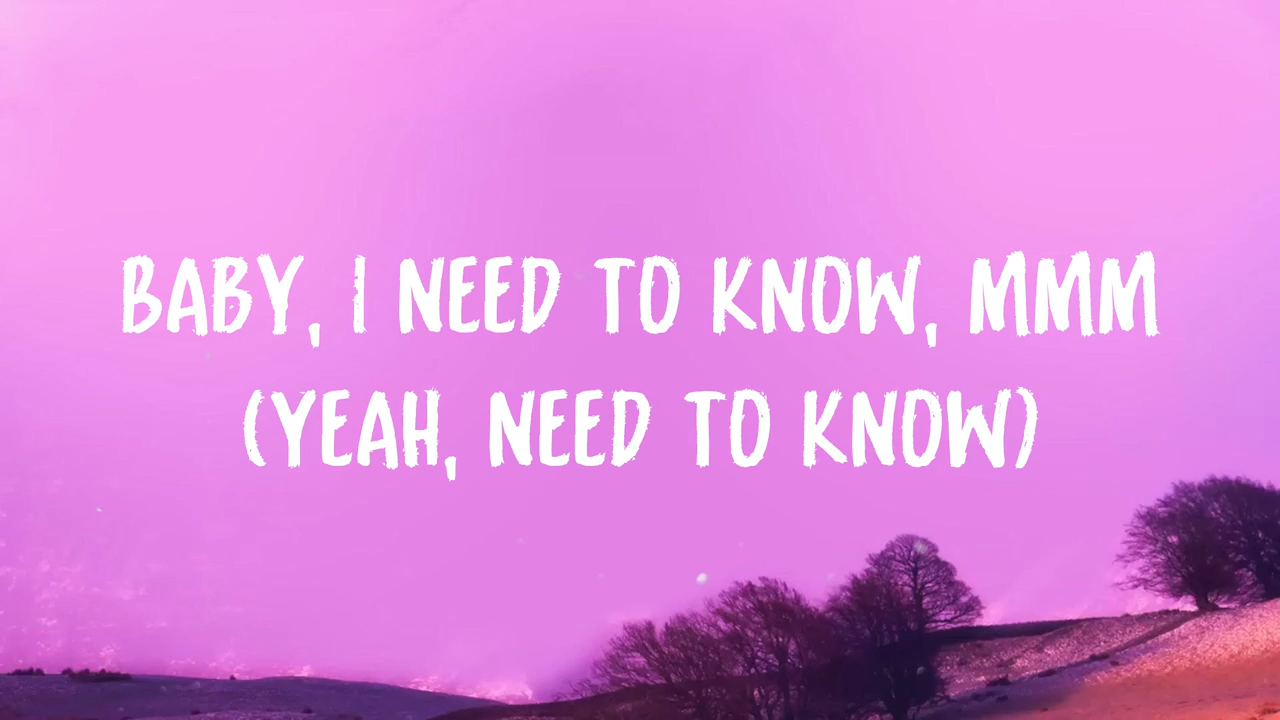 BABY, I NEED TO KNOW, MMM
(YEAH, NEED TO KNOW)